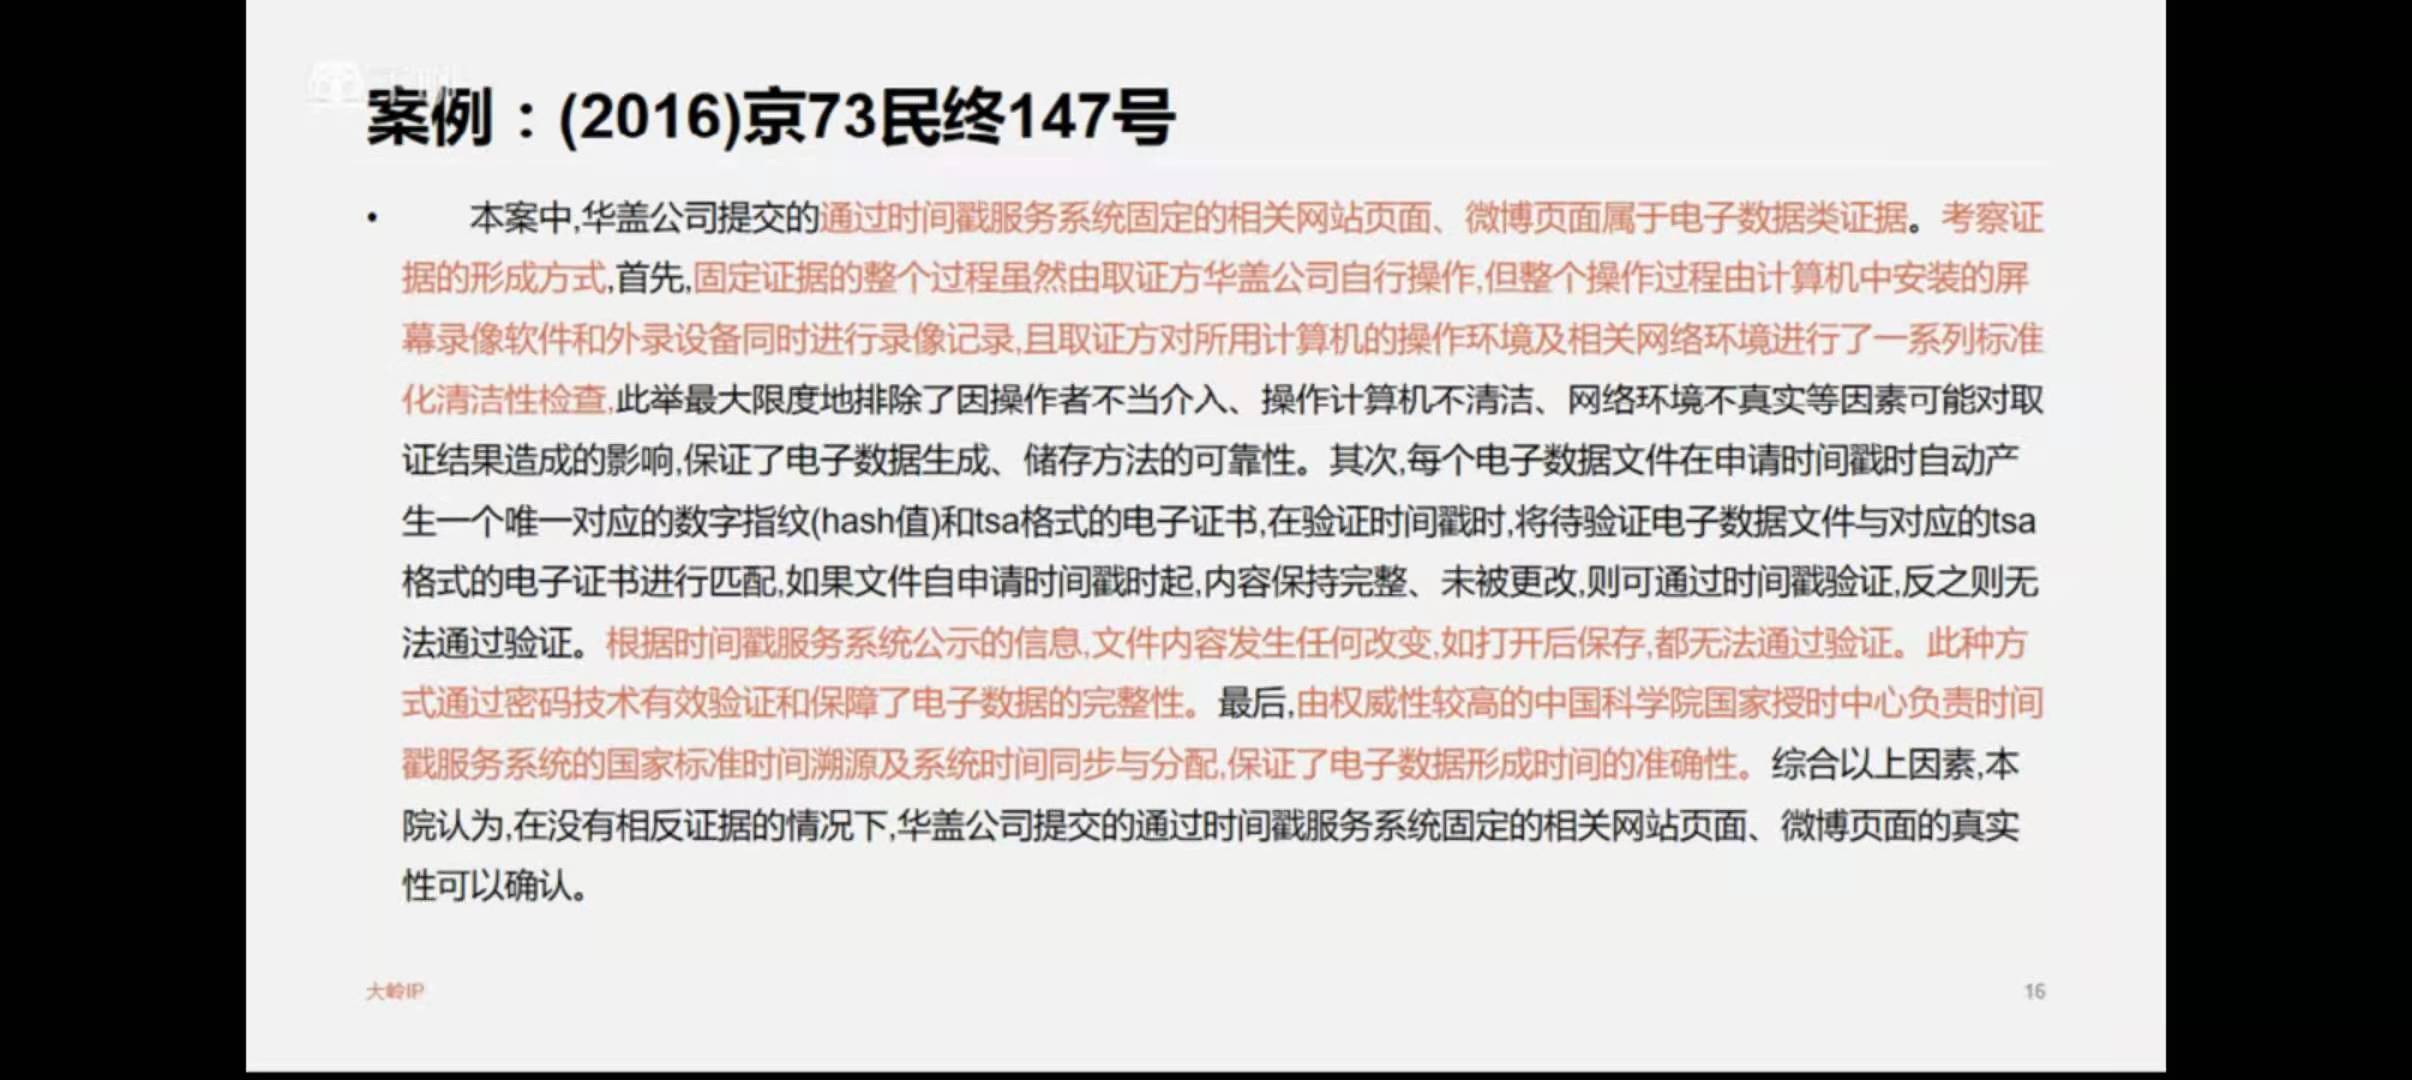 案例：(2016)京73民终147号
• 本案中,华盖公司提交的通过时间戳服务系统固定的相关网站页面、微博页面属于电子数据类证据。考察证
据的形成方式,首先,固定证据的整个过程虽然由取证方华盖公司自行操作,但整个操作过程由计算机中安装的屏
幕录像软件和外录设备同时进行录像记录,且取证方对所用计算机的操作环境及相关网络环境进行了一系列标准
化清洁性检查,此举最大限度地排除了因操作者不当介入、操作计算机不清洁、网络环境不真实等因素可能对取
证结果造成的影响,保证了电子数据生成、储存方法的可靠性。其次,每个电子数据文件在申请时间戳时自动产
生一个唯一对应的数字指纹(hash值)和tsa格式的电子证书,在验证时间戳时,将待验证电子数据文件与对应的tsa
格式的电子证书进行匹配,如果文件自申请时间戳时起,内容保持完整、未被更改,则可通过时间戳验证,反之则无
法通过验证。根据时间戳服务系统公示的信息,文件内容发生任何改变,如打开后保存,都无法通过验证。此种方
式通过密码技术有效验证和保障了电子数据的完整性。最后,由权威性较高的中国科学院国家授时中心负责时间
戳服务系统的国家标准时间溯源及系统时间同步与分配,保证了电子数据形成时间的准确性。综合以上因素,本
院认为,在没有相反证据的情况下,华盖公司提交的通过时间戳服务系统固定的相关网站页面、微博页面的真实
性可以确认。
大岭IP
16